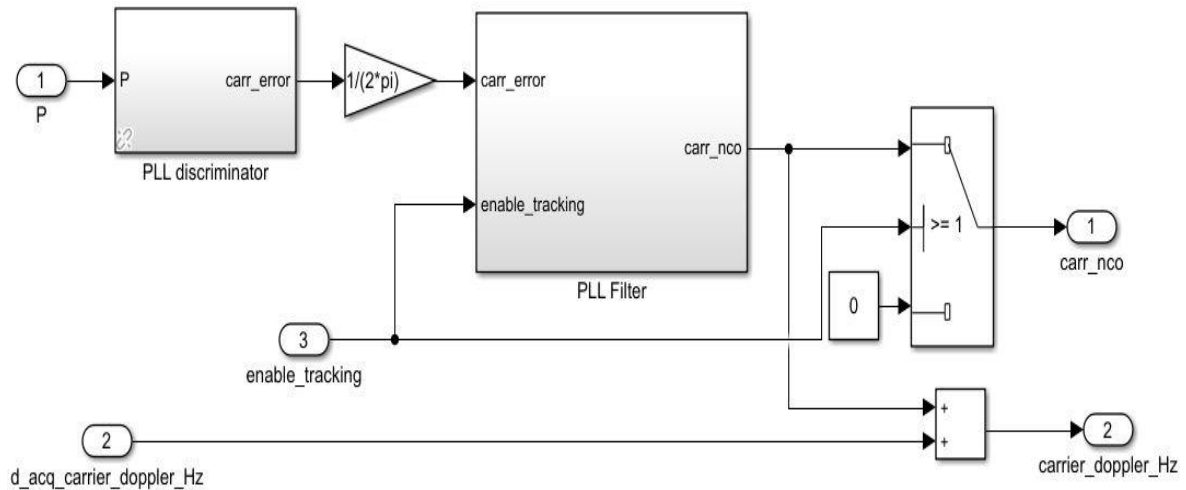 1
P
P
carr_error
PLL discriminator
1/(2*pi)
carr_error
enable_tracking
carr_nco
PLL Filter
>= 1
0
1
carr_nco
3
enable_tracking
2
d_acq_carrier_doppler_Hz
+
+
2
carrier_doppler_Hz